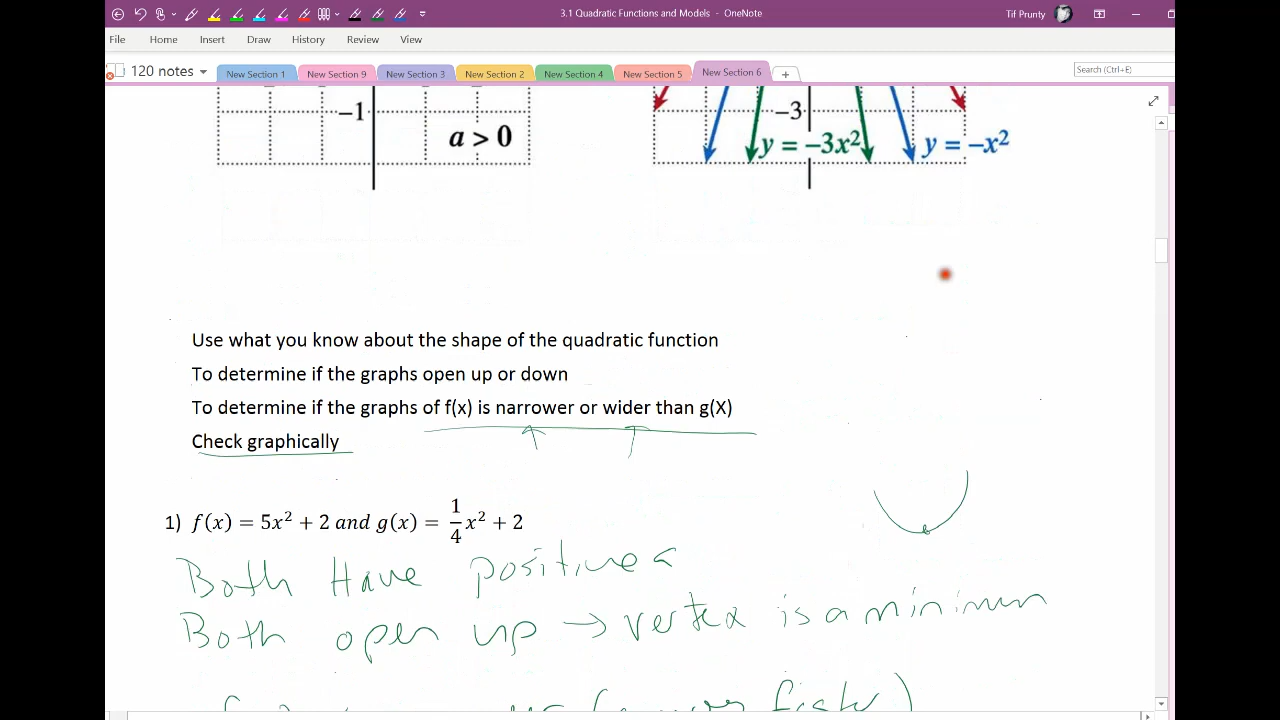 3.1 Quadratic Functions and Models - OneNote
Tif Prunty
File Home Insert Draw History Review View
120 notes New Section 1 New Section 9 New Section 3 New Section 2 New Section 4 New Section 5 New Section 6 +
Search (Ctrl+E)
−1
a > 0
−3
y = −3x²
y = −x²
Use what you know about the shape of the quadratic function
To determine if the graphs open up or down
To determine if the graphs of f(x) is narrower or wider than g(X)
Check graphically
1) f(x) = 5x² + 2 and g(x) = 1/4 x² + 2
Both Have positive a
Both open up → vertex is a minimum